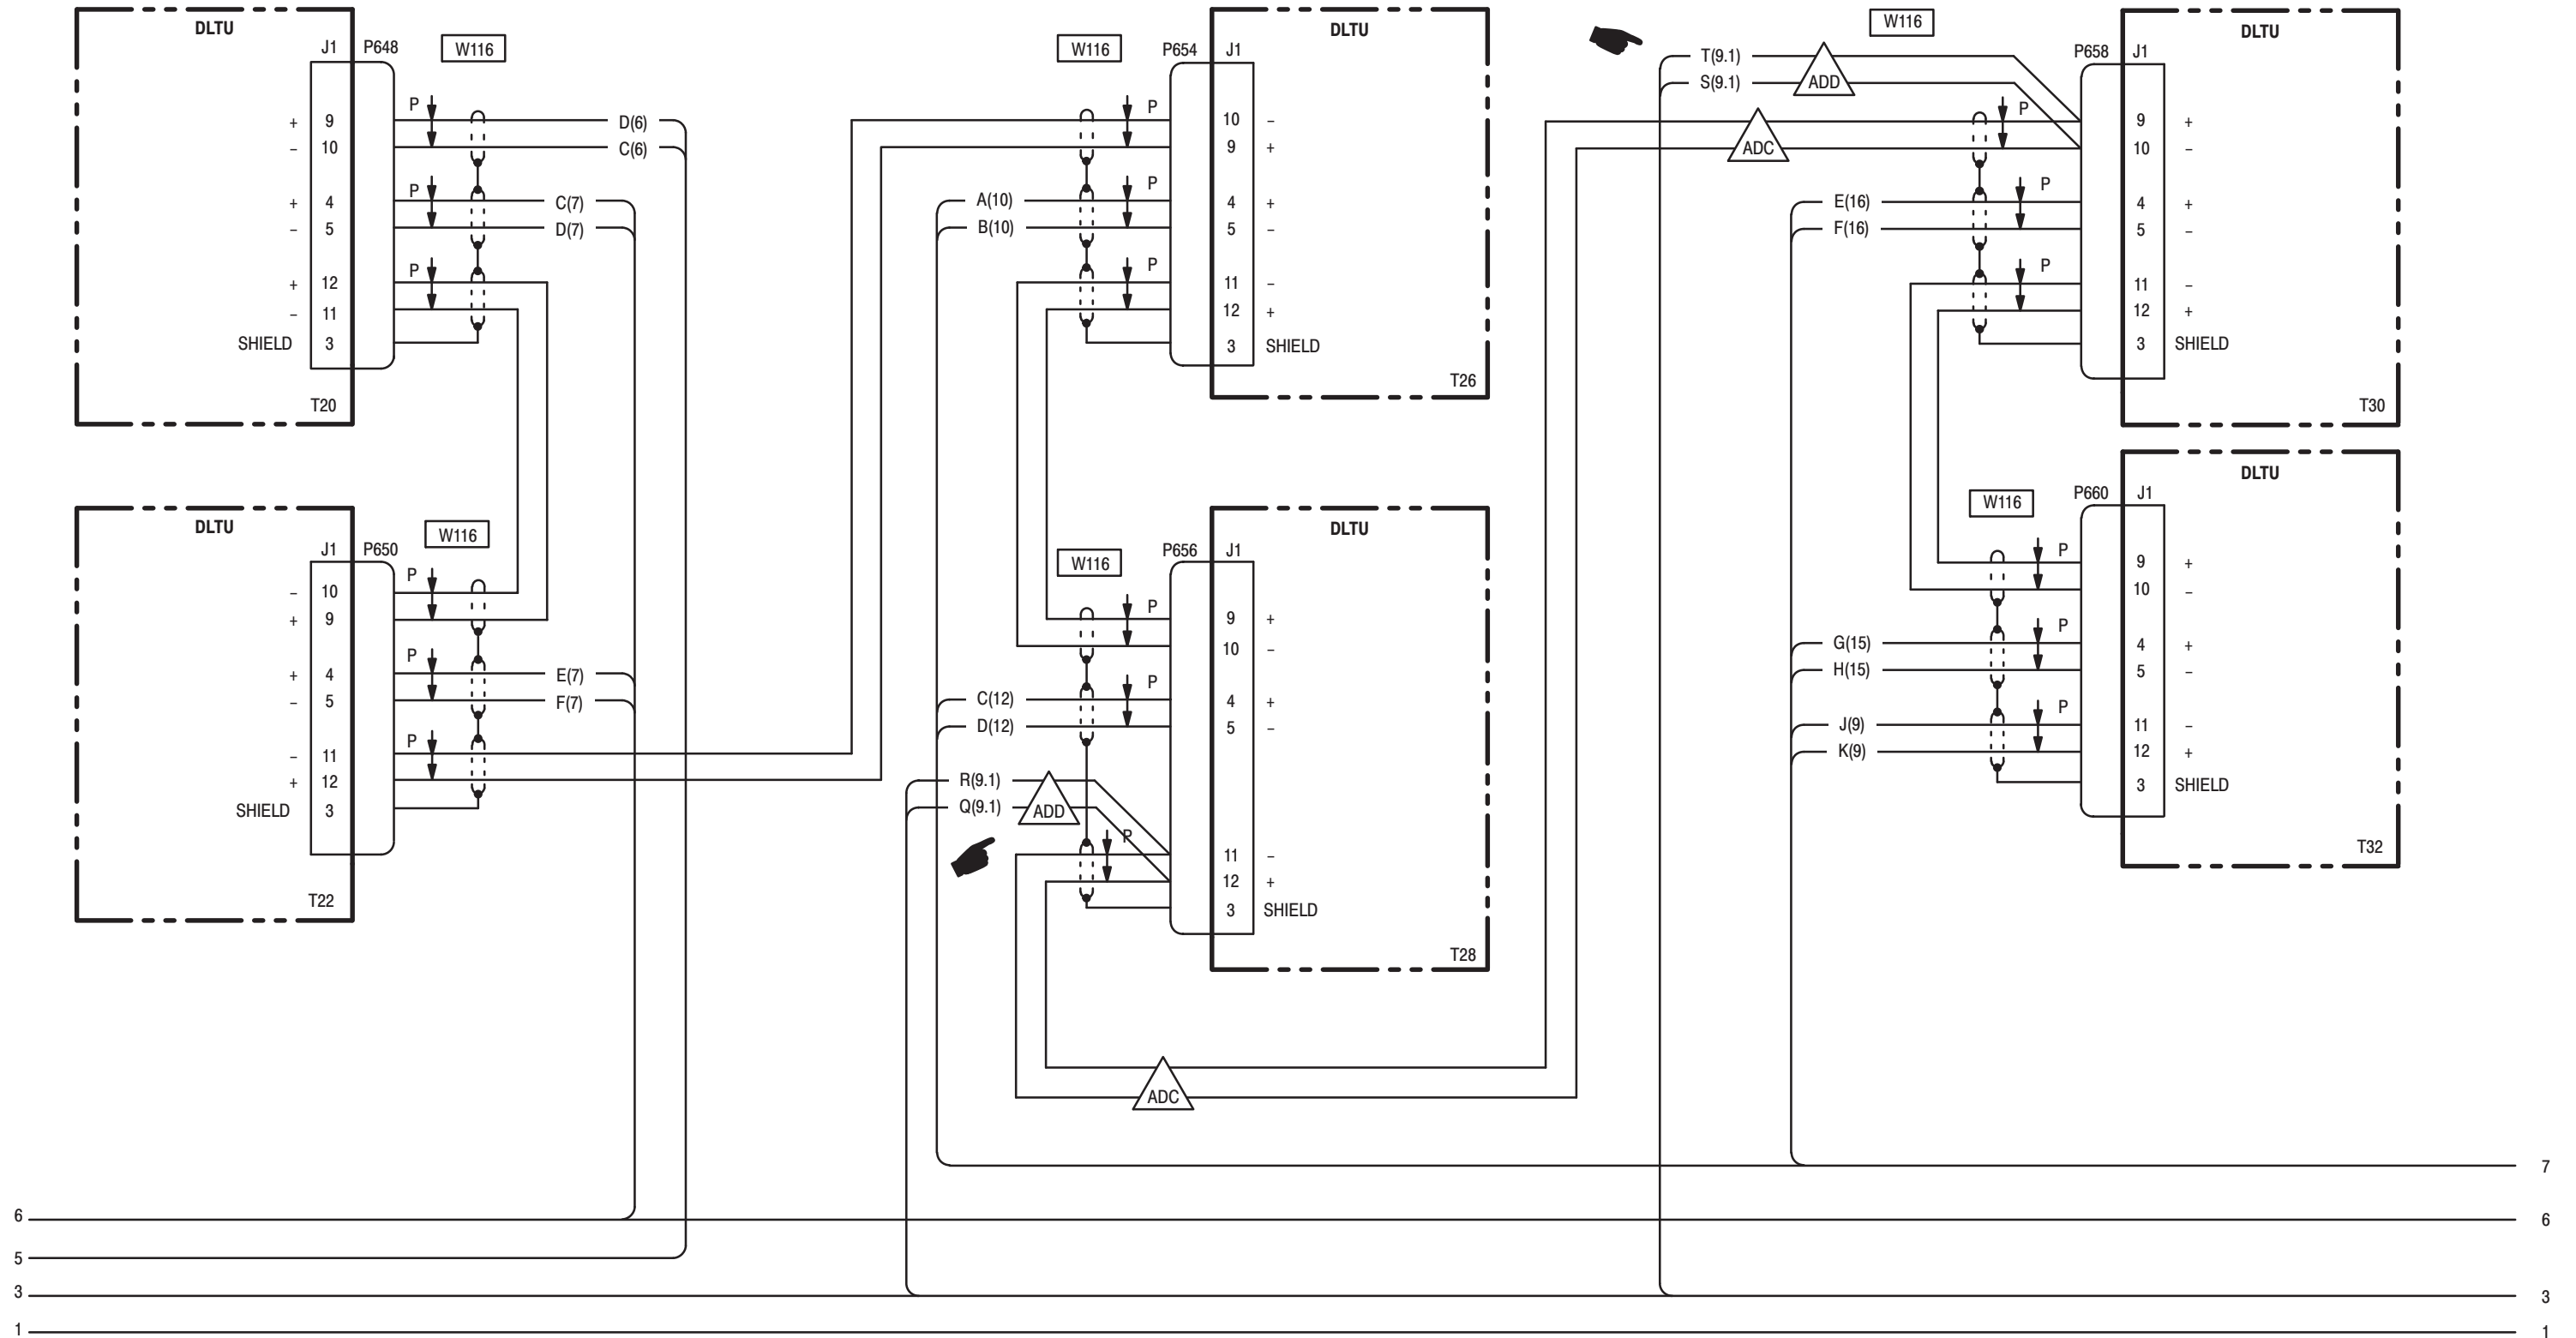 DLTU
J1 P648
W116
P
+ 9 D(6)
– 10 C(6)
P
+ 4 C(7)
– 5 D(7)
P
+ 12
– 11
SHIELD 3
T20
DLTU
J1 P650
W116
P
– 10
+ 9
P
+ 4 E(7)
– 5 F(7)
P
– 11
+ 12
SHIELD 3
T22
DLTU
W116
P654 J1
P
10 –
9 +
P
A(10) 4 +
B(10) 5 –
P
11 –
12 +
3 SHIELD
T26
DLTU
W116
P656 J1
P
9 +
10 –
P
C(12) 4 +
D(12) 5 –
R(9.1)
Q(9.1) ADD
P
11 –
12 +
3 SHIELD
T28
ADC
W116
DLTU
P658 J1
T(9.1)
S(9.1) ADD
P
9 +
ADC 10 –
P
E(16) 4 +
F(16) 5 –
P
11 –
12 +
3 SHIELD
T30
DLTU
W116
P660 J1
P
9 +
10 –
P
G(15) 4 +
H(15) 5 –
P
J(9) 11 –
K(9) 12 +
3 SHIELD
T32
7
6 6
5
3 3
1 1